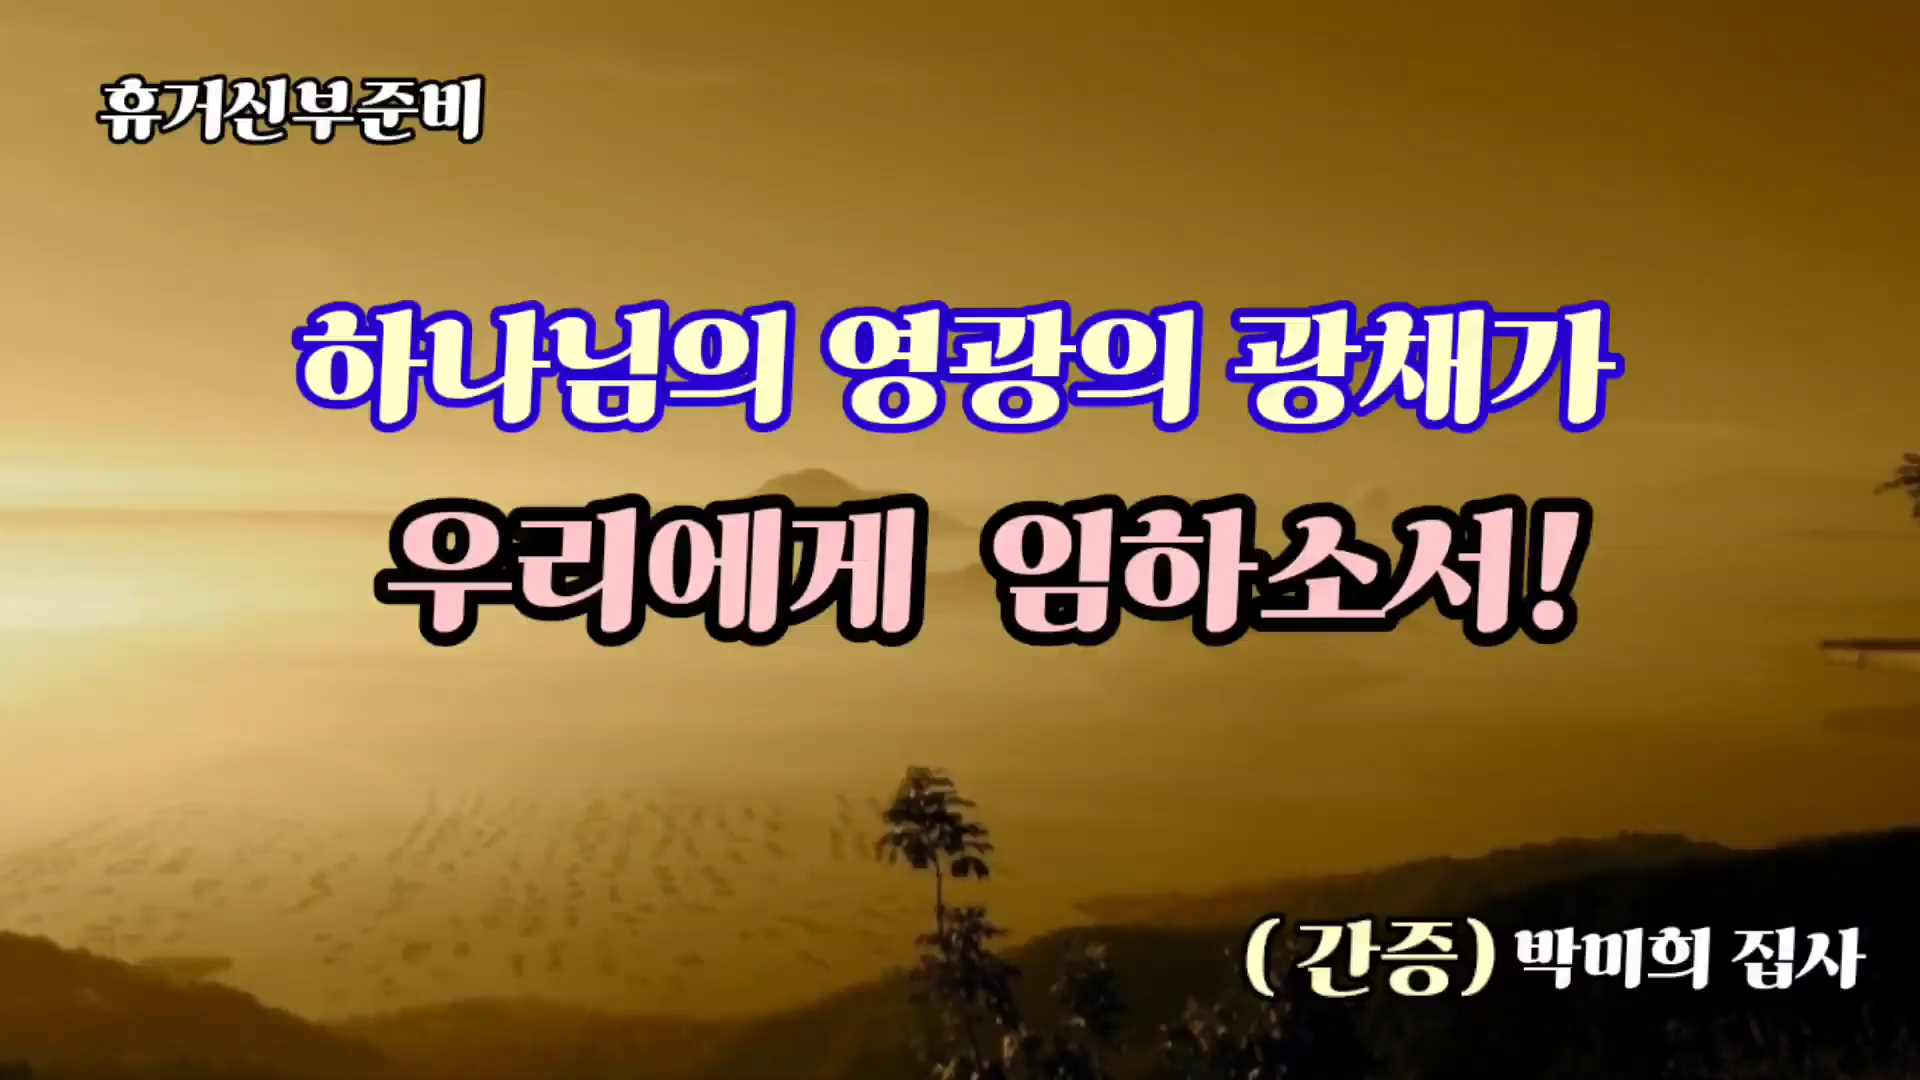 휴거신부준비
하나님의 영광의 광채가
우리에게 임하소서!
(간증) 박미희 집사